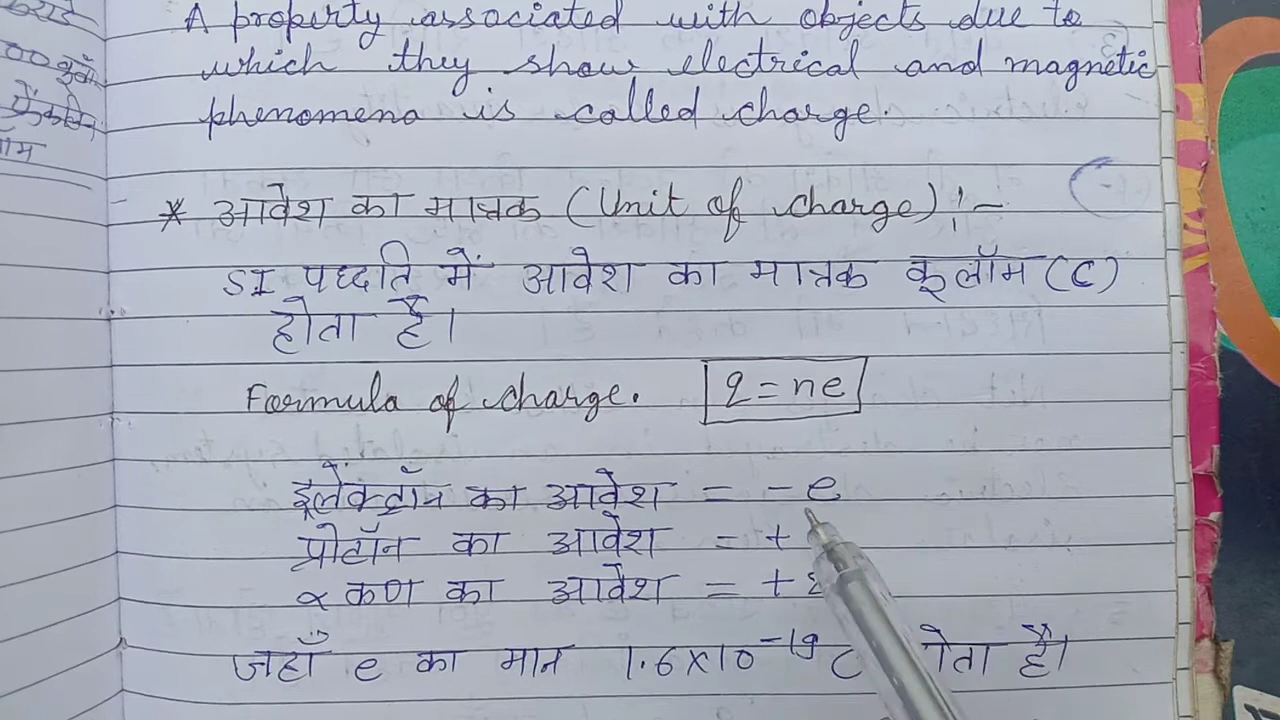 A property associated with objects due to
which they show electrical and magnetic
phenomena is called charge.
* आवेश का मात्रक (Unit of charge) :-
SI पध्दति में आवेश का मात्रक कूलॉम (C)
होता है।
Formula of charge. q = ne
इलेक्ट्रॉन का आवेश = - e
प्रोटॉन का आवेश = +
α कण का आवेश = +
जहाँ e का मान 1.6×10⁻¹⁹ C है।